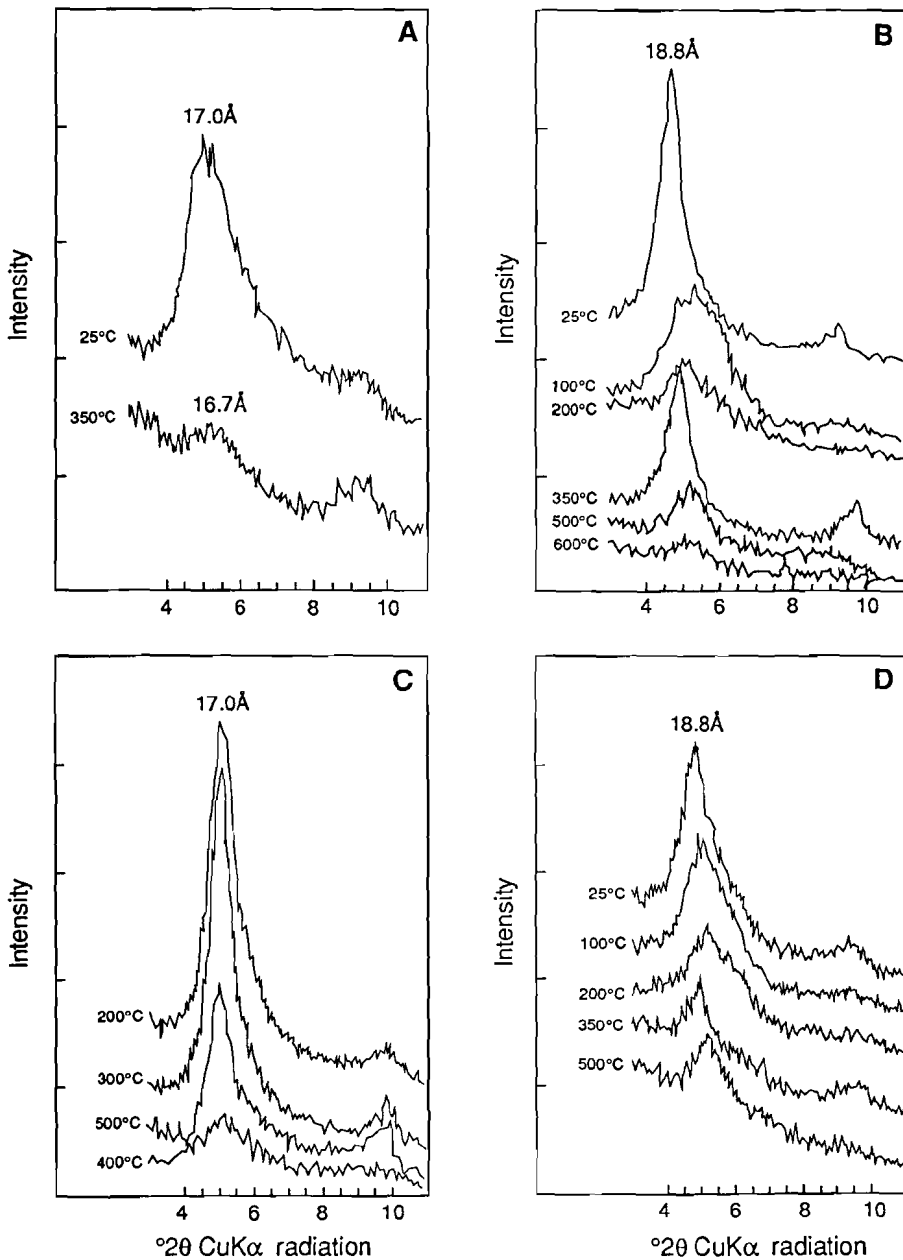 A
17.0Å
Intensity
25°C
350°C
16.7Å
4 6 8 10
B
18.8Å
Intensity
25°C
100°C
200°C
350°C
500°C
600°C
4 6 8 10
C
17.0Å
Intensity
200°C
300°C
500°C
400°C
4 6 8 10
°2θ CuKα radiation
D
18.8Å
Intensity
25°C
100°C
200°C
350°C
500°C
4 6 8 10
°2θ CuKα radiation